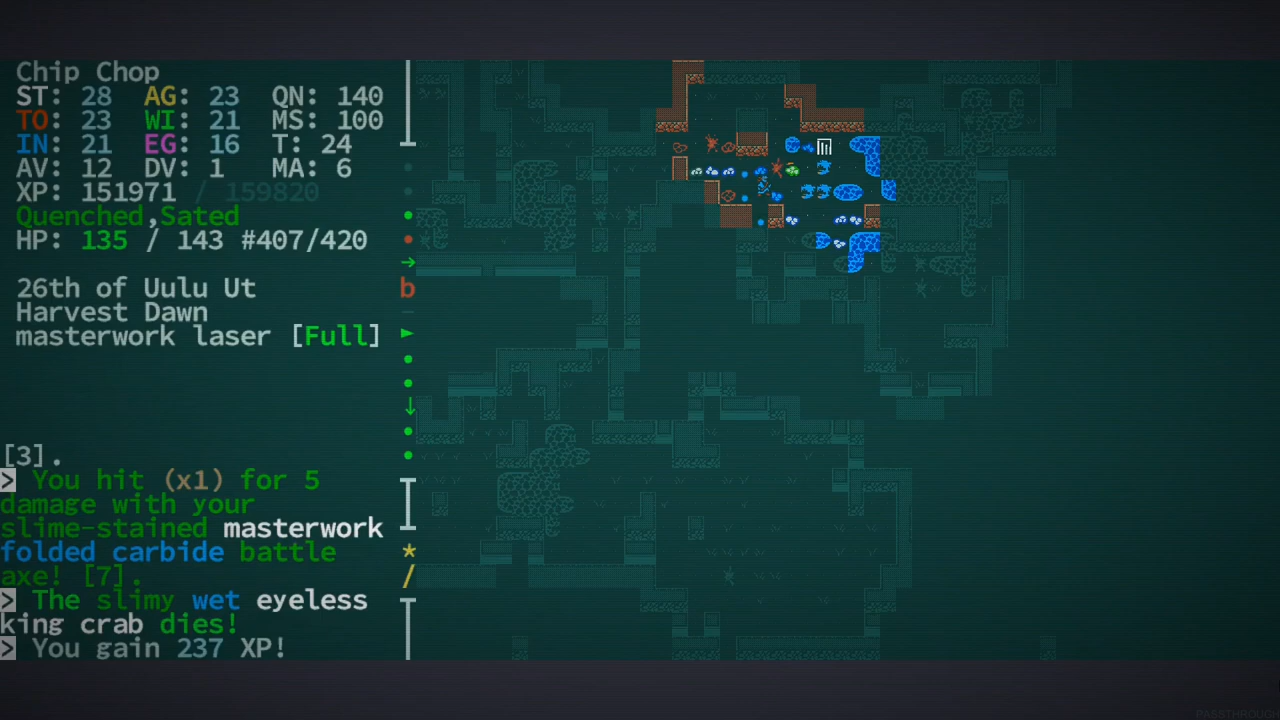 Chip Chop
ST: 28 AG: 23 QN: 140
TO: 23 WI: 21 MS: 100
IN: 21 EG: 16 T: 24
AV: 12 DV: 1 MA: 6
XP: 151971 / 159820
Quenched,Sated
HP: 135 / 143 #407/420
b
26th of Uulu Ut
Harvest Dawn
masterwork laser [Full]
[3].
> You hit (x1) for 5
damage with your
slime-stained masterwork
folded carbide battle
axe! [7].
> The slimy wet eyeless
king crab dies!
> You gain 237 XP!
PASSTHROUGH